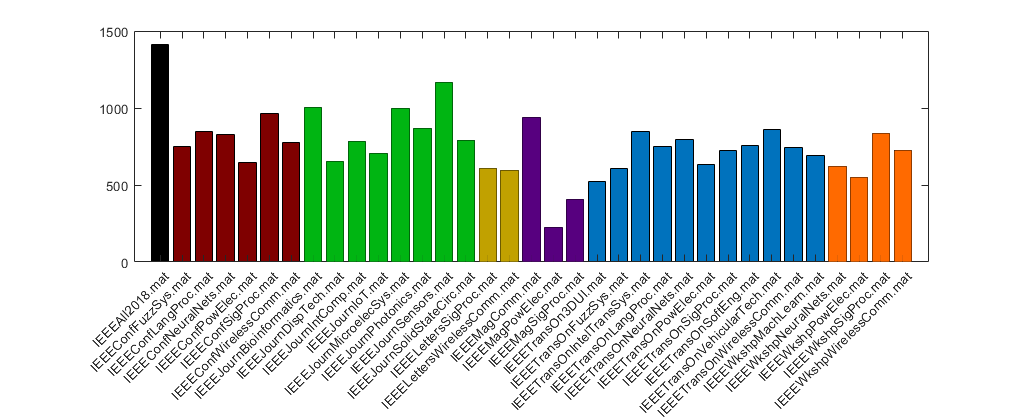 1500
1000
500
0
IEEEAll2018.mat
IEEEConfFuzzSys.mat
IEEEConfLangProc.mat
IEEEConfNeuralNets.mat
IEEEConfPowElec.mat
IEEEConfSigProc.mat
IEEEConfWirelessComm.mat
IEEEJournBioinformatics.mat
IEEEJournDispTech.mat
IEEEJournIntComp.mat
IEEEJournIoT.mat
IEEEJournMicroelecSys.mat
IEEEJournPhotonics.mat
IEEEJournSensors.mat
IEEEJournSolidStateCirc.mat
IEEELettersSigProc.mat
IEEELettersWirelessComm.mat
IEEEMagComm.mat
IEEEMagPowElec.mat
IEEEMagSigProc.mat
IEEETransOn3DUI.mat
IEEETransOnFuzzSys.mat
IEEETransOnIntelTransSys.mat
IEEETransOnLangProc.mat
IEEETransOnNeuralNets.mat
IEEETransOnPowElec.mat
IEEETransOnSigProc.mat
IEEETransOnSoftEng.mat
IEEETransOnVehicularTech.mat
IEEETransOnWirelessComm.mat
IEEEWkshpMachLearn.mat
IEEEWkshpNeuralNets.mat
IEEEWkshpPowElec.mat
IEEEWkshpSigProc.mat
IEEEWkshpWirelessComm.mat